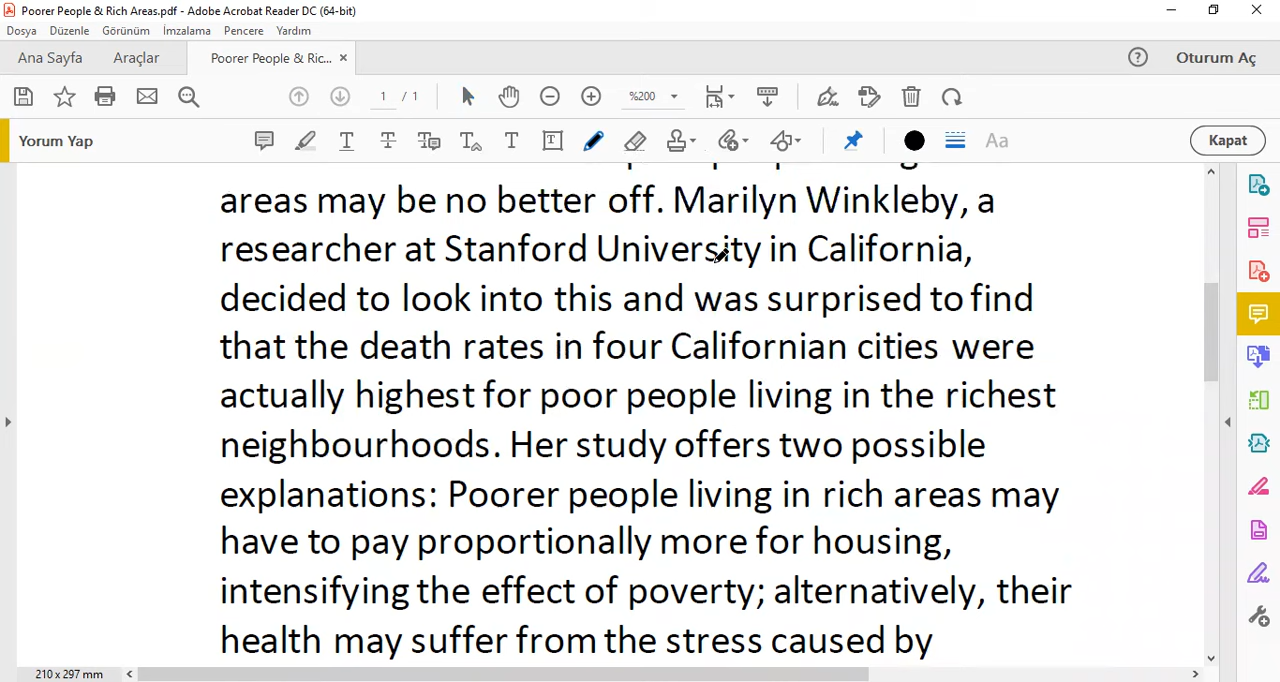 Poorer People & Rich Areas.pdf - Adobe Acrobat Reader DC (64-bit)
Dosya Düzenle Görünüm İmzalama Pencere Yardım
Ana Sayfa Araçlar Poorer People & Ric... × ? Oturum Aç
1 / 1 %200
Yorum Yap Aa Kapat
areas may be no better off. Marilyn Winkleby, a
researcher at Stanford University in California,
decided to look into this and was surprised to find
that the death rates in four Californian cities were
actually highest for poor people living in the richest
neighbourhoods. Her study offers two possible
explanations: Poorer people living in rich areas may
have to pay proportionally more for housing,
intensifying the effect of poverty; alternatively, their
health may suffer from the stress caused by
210 x 297 mm